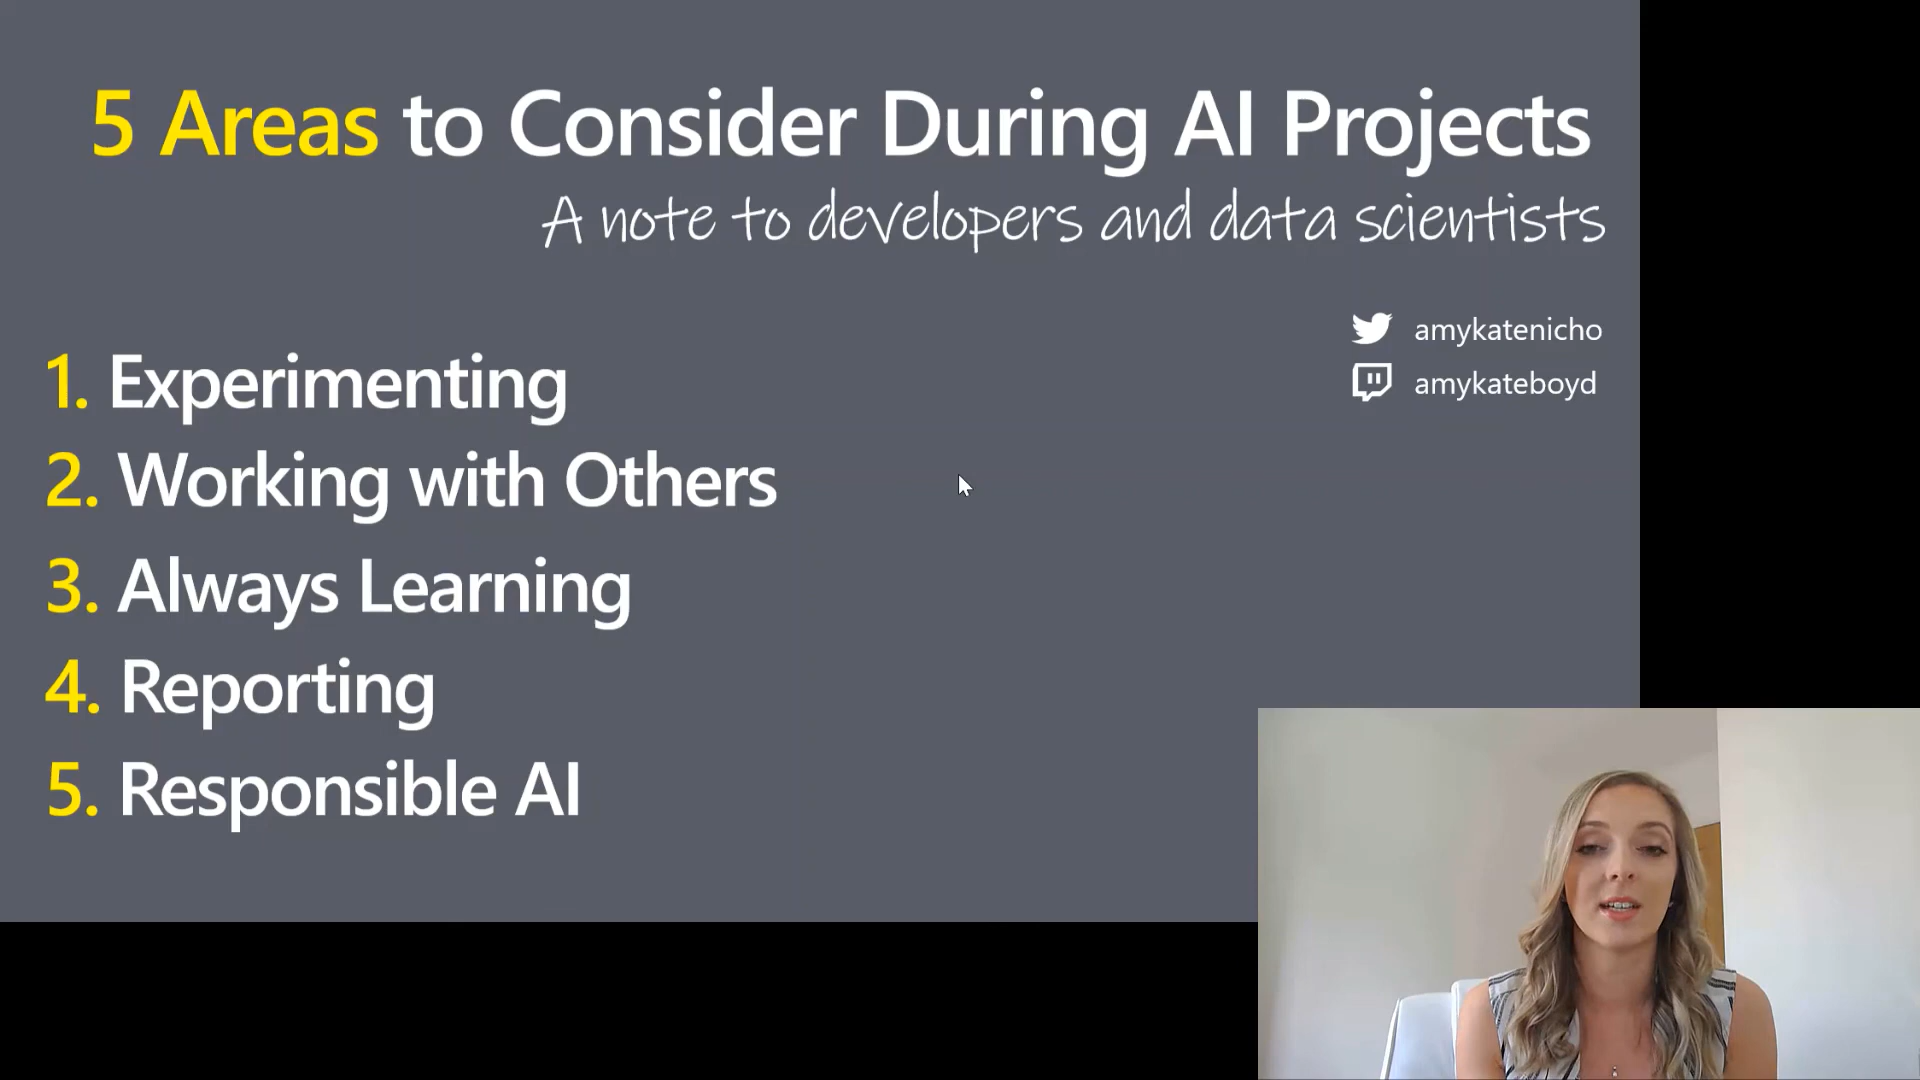 5 Areas to Consider During AI Projects
A note to developers and data scientists
amykatenicho
amykateboyd
1. Experimenting
2. Working with Others
3. Always Learning
4. Reporting
5. Responsible AI